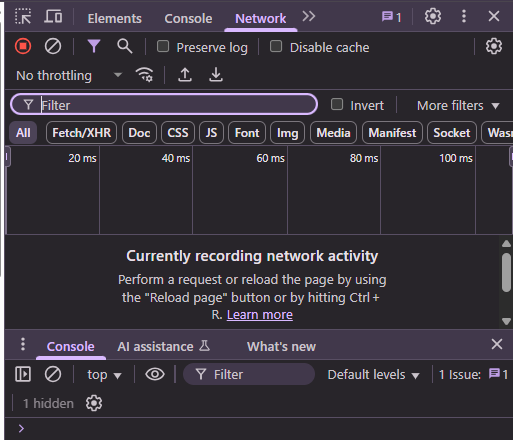 Elements Console Network 1
Preserve log Disable cache
No throttling
Filter Invert More filters
All Fetch/XHR Doc CSS JS Font Img Media Manifest Socket
20 ms 40 ms 60 ms 80 ms 100 ms
Currently recording network activity
Perform a request or reload the page by using
the "Reload page" button or by hitting Ctrl +
R. Learn more
Console AI assistance What's new
top Filter Default levels 1 Issue: 1
1 hidden